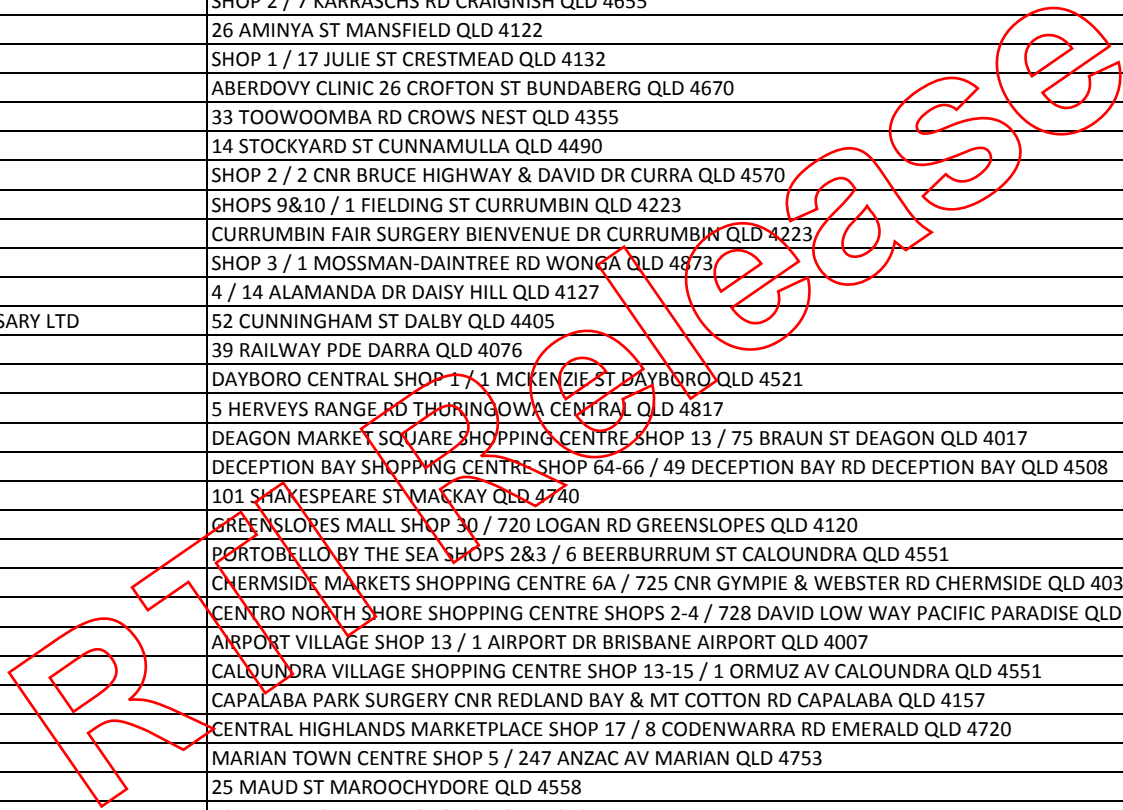 SHOP 2 / 7 KARRASCHS RD CRAIGNISH QLD 4655
26 AMINYA ST MANSFIELD QLD 4122
SHOP 1 / 17 JULIE ST CRESTMEAD QLD 4132
ABERDOVY CLINIC 26 CROFTON ST BUNDABERG QLD 4670
33 TOOWOOMBA RD CROWS NEST QLD 4355
14 STOCKYARD ST CUNNAMULLA QLD 4490
SHOP 2 / 2 CNR BRUCE HIGHWAY & DAVID DR CURRA QLD 4570
SHOPS 9&10 / 1 FIELDING ST CURRUMBIN QLD 4223
CURRUMBIN FAIR SURGERY BIENVENUE DR CURRUMBIN QLD 4223
SHOP 3 / 1 MOSSMAN-DAINTREE RD WONGA QLD 4873
4 / 14 ALAMANDA DR DAISY HILL QLD 4127
SARY LTD 52 CUNNINGHAM ST DALBY QLD 4405
39 RAILWAY PDE DARRA QLD 4076
DAYBORO CENTRAL SHOP 1 / 1 MCKENZIE ST DAYBORO QLD 4521
5 HERVEYS RANGE RD THURINGOWA CENTRAL QLD 4817
DEAGON MARKET SQUARE SHOPPING CENTRE SHOP 13 / 75 BRAUN ST DEAGON QLD 4017
DECEPTION BAY SHOPPING CENTRE SHOP 64-66 / 49 DECEPTION BAY RD DECEPTION BAY QLD 4508
101 SHAKESPEARE ST MACKAY QLD 4740
GREENSLOPES MALL SHOP 30 / 720 LOGAN RD GREENSLOPES QLD 4120
PORTOBELLO BY THE SEA SHOPS 2&3 / 6 BEERBURRUM ST CALOUNDRA QLD 4551
CHERMSIDE MARKETS SHOPPING CENTRE 6A / 725 CNR GYMPIE & WEBSTER RD CHERMSIDE QLD 403
CENTRO NORTH SHORE SHOPPING CENTRE SHOPS 2-4 / 728 DAVID LOW WAY PACIFIC PARADISE QLD
AIRPORT VILLAGE SHOP 13 / 1 AIRPORT DR BRISBANE AIRPORT QLD 4007
CALOUNDRA VILLAGE SHOPPING CENTRE SHOP 13-15 / 1 ORMUZ AV CALOUNDRA QLD 4551
CAPALABA PARK SURGERY CNR REDLAND BAY & MT COTTON RD CAPALABA QLD 4157
CENTRAL HIGHLANDS MARKETPLACE SHOP 17 / 8 CODENWARRA RD EMERALD QLD 4720
MARIAN TOWN CENTRE SHOP 5 / 247 ANZAC AV MARIAN QLD 4753
25 MAUD ST MAROOCHYDORE QLD 4558
RTI Release